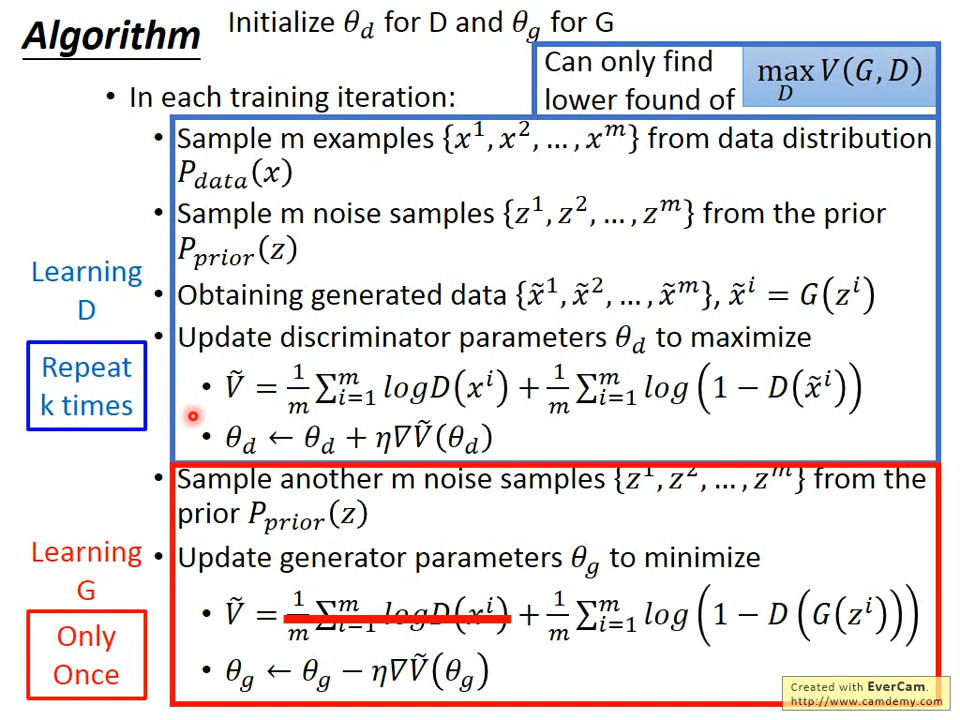 Algorithm
Initialize θ_d for D and θ_g for G
Can only find
lower found of
max_D V(G, D)
• In each training iteration:
• Sample m examples {x^1, x^2, …, x^m} from data distribution
P_data(x)
• Sample m noise samples {z^1, z^2, …, z^m} from the prior
P_prior(z)
Learning
D
• Obtaining generated data {x̃^1, x̃^2, …, x̃^m}, x̃^i = G(z^i)
• Update discriminator parameters θ_d to maximize
Repeat
k times
• Ṽ = 1/m ∑_{i=1}^m logD(x^i) + 1/m ∑_{i=1}^m log(1 − D(x̃^i))
• θ_d ← θ_d + η∇Ṽ(θ_d)
• Sample another m noise samples {z^1, z^2, …, z^m} from the
prior P_prior(z)
Learning
G
• Update generator parameters θ_g to minimize
Only
Once
• Ṽ = 1/m ∑_{i=1}^m logD(x^i) + 1/m ∑_{i=1}^m log(1 − D(G(z^i)))
• θ_g ← θ_g − η∇Ṽ(θ_g)
Created with EverCam.
http://www.camdemy.com